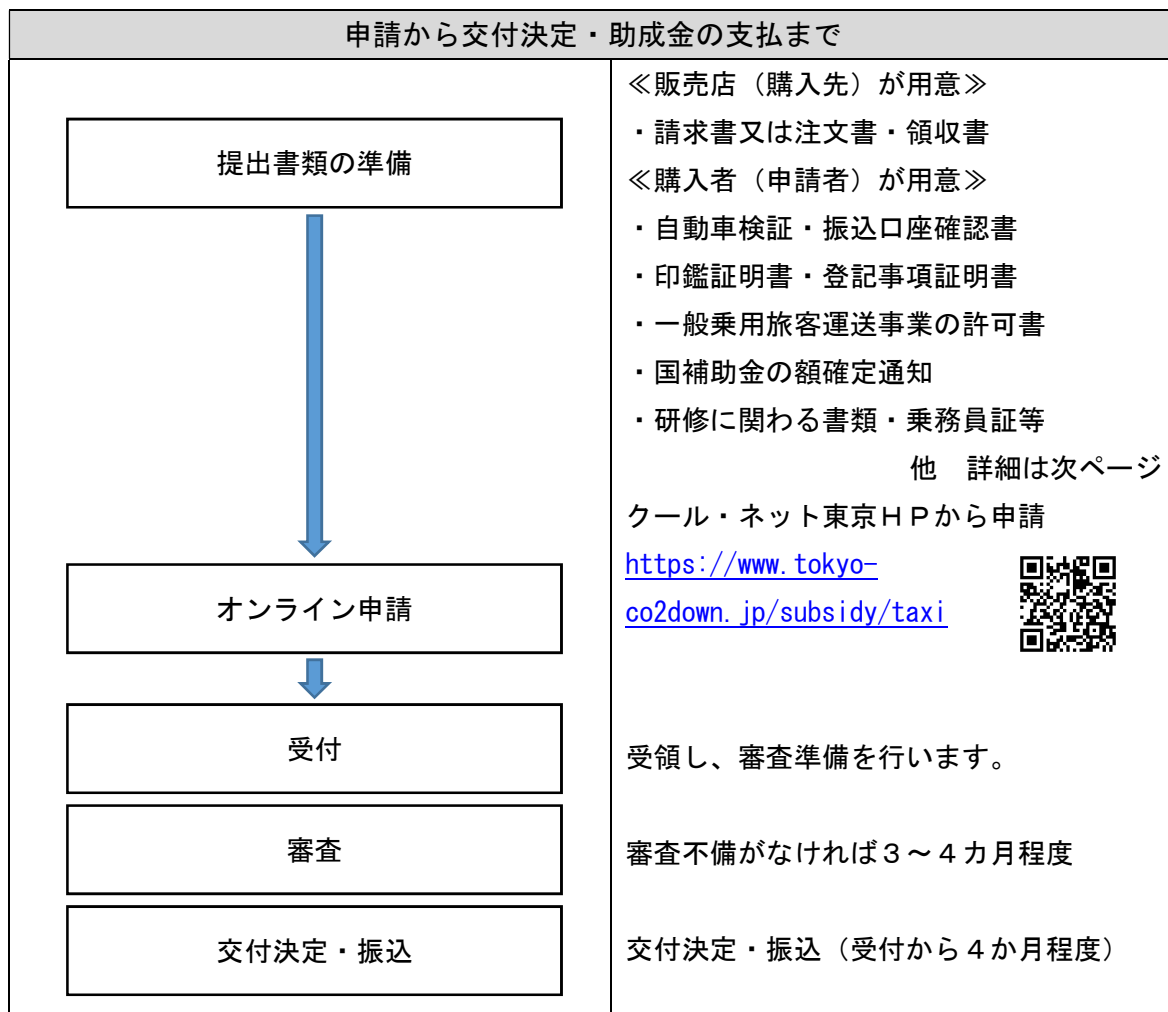 申請から交付決定・助成金の支払まで
提出書類の準備
≪販売店（購入先）が用意≫
・請求書又は注文書・領収書
≪購入者（申請者）が用意≫
・自動車検証・振込口座確認書
・印鑑証明書・登記事項証明書
・一般乗用旅客運送事業の許可書
・国補助金の額確定通知
・研修に関わる書類・乗務員証等
他　詳細は次ページ
オンライン申請
クール・ネット東京ＨＰから申請
https://www.tokyo-
co2down.jp/subsidy/taxi
受付
受領し、審査準備を行います。
審査
審査不備がなければ３～４カ月程度
交付決定・振込
交付決定・振込（受付から４か月程度）